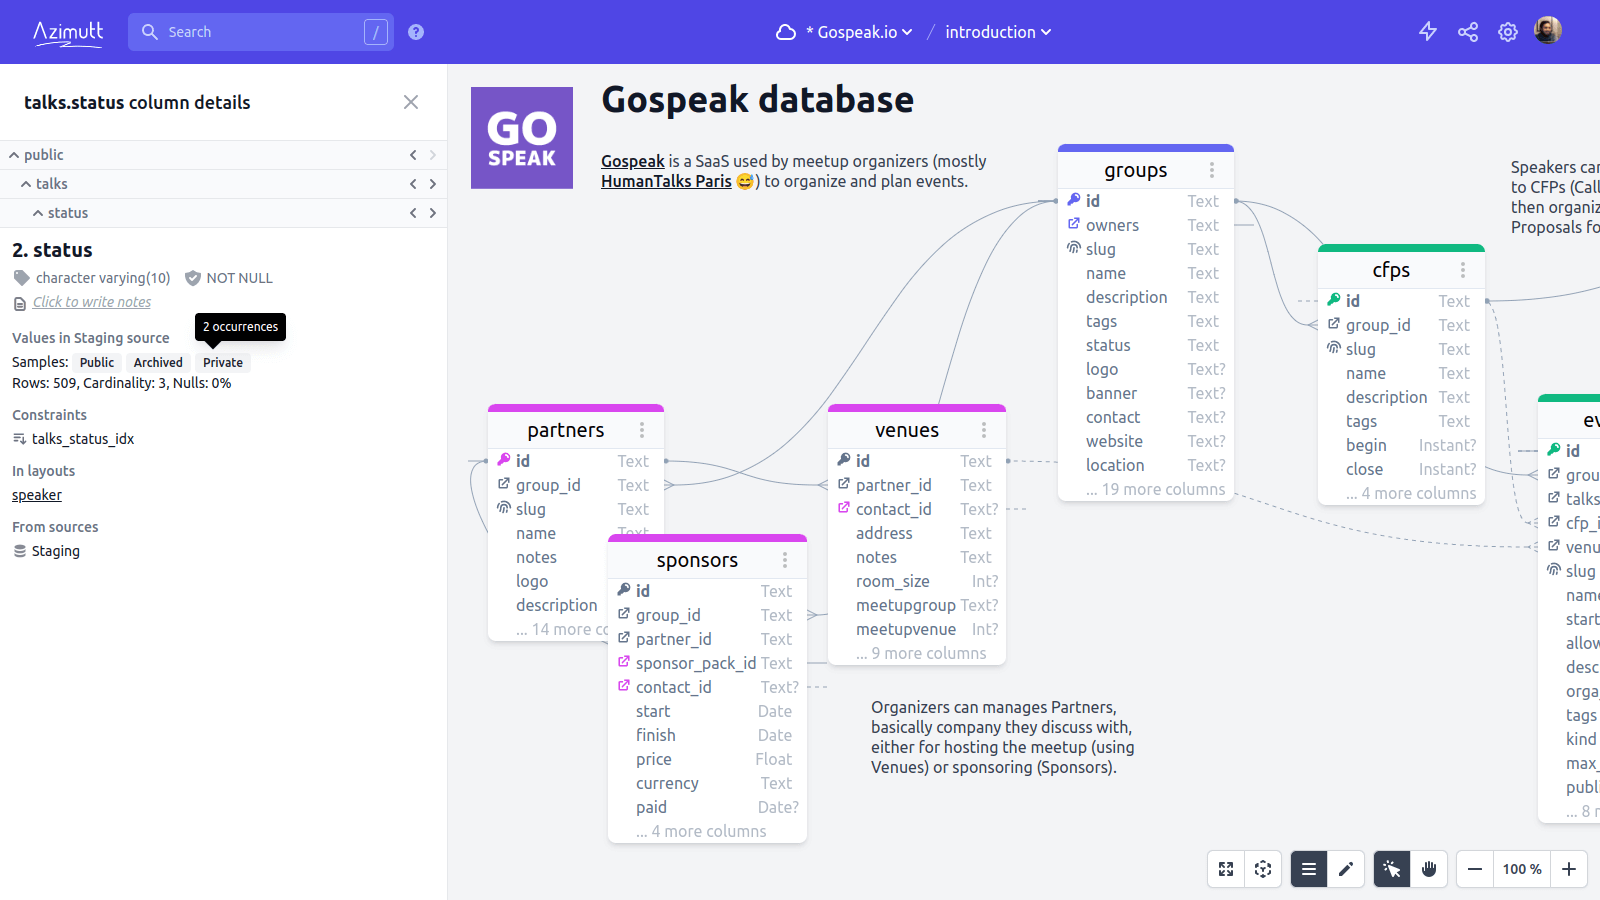 Azimutt
Search
/
?
* Gospeak.io
/
introduction
talks.status column details
public
talks
status
2. status
character varying(10)
NOT NULL
Click to write notes
Values in Staging source
2 occurrences
Samples: Public Archived Private
Rows: 509, Cardinality: 3, Nulls: 0%
Constraints
talks_status_idx
In layouts
speaker
From sources
Staging
GO
SPEAK
Gospeak database
Gospeak is a SaaS used by meetup organizers (mostly
HumanTalks Paris 😅) to organize and plan events.
groups
id Text
owners Text
slug Text
name Text
description Text
tags Text
status Text
logo Text?
banner Text?
contact Text?
website Text?
location Text?
... 19 more columns
Speakers can
to CFPs (Call
then organiz
Proposals fo
cfps
id Text
group_id Text
slug Text
name Text
description Text
tags Text
begin Instant?
close Instant?
... 4 more columns
partners
id Text
group_id Text
slug Text
name Text
notes
logo
description
... 14 more co
venues
id Text
partner_id Text
contact_id Text?
address Text
notes Text
room_size Int?
meetupgroup Text?
meetupvenue Int?
... 9 more columns
sponsors
id Text
group_id Text
partner_id Text
sponsor_pack_id Text
contact_id Text?
start Date
finish Date
price Float
currency Text
paid Date?
... 4 more columns
ev
id
group
talks
cfp_i
venu
slug
name
start
allow
desc
orga
tags
kind
max_
publi
... 8 m
Organizers can manages Partners,
basically company they discuss with,
either for hosting the meetup (using
Venues) or sponsoring (Sponsors).
100 %